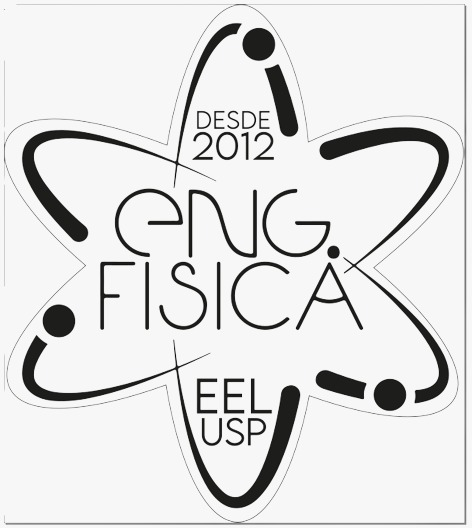 DESDE
2012
eNG.
FISICA
EEL
USP